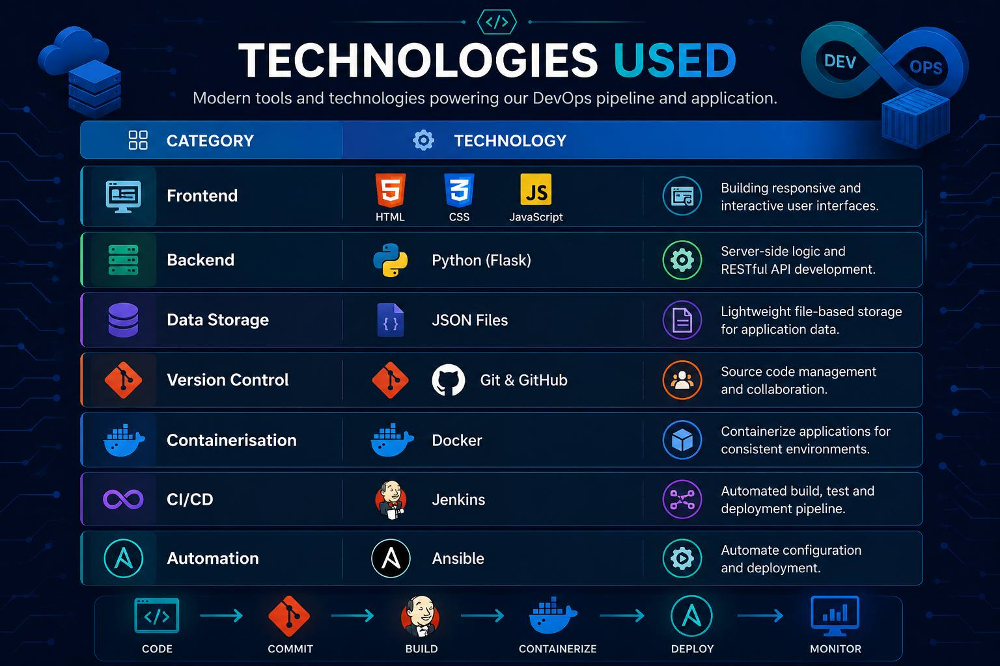 </>
TECHNOLOGIES USED
Modern tools and technologies powering our DevOps pipeline and application.
DEV OPS
CATEGORY TECHNOLOGY
Frontend
5 3 JS
HTML CSS JavaScript
Building responsive and
interactive user interfaces.
Backend
Python (Flask)
Server-side logic and
RESTful API development.
Data Storage
{ }
JSON Files
Lightweight file-based storage
for application data.
Version Control
Git & GitHub
Source code management
and collaboration.
Containerisation
Docker
Containerize applications for
consistent environments.
CI/CD
Jenkins
Automated build, test and
deployment pipeline.
Automation
Ansible
Automate configuration
and deployment.
</>
CODE COMMIT BUILD CONTAINERIZE DEPLOY MONITOR